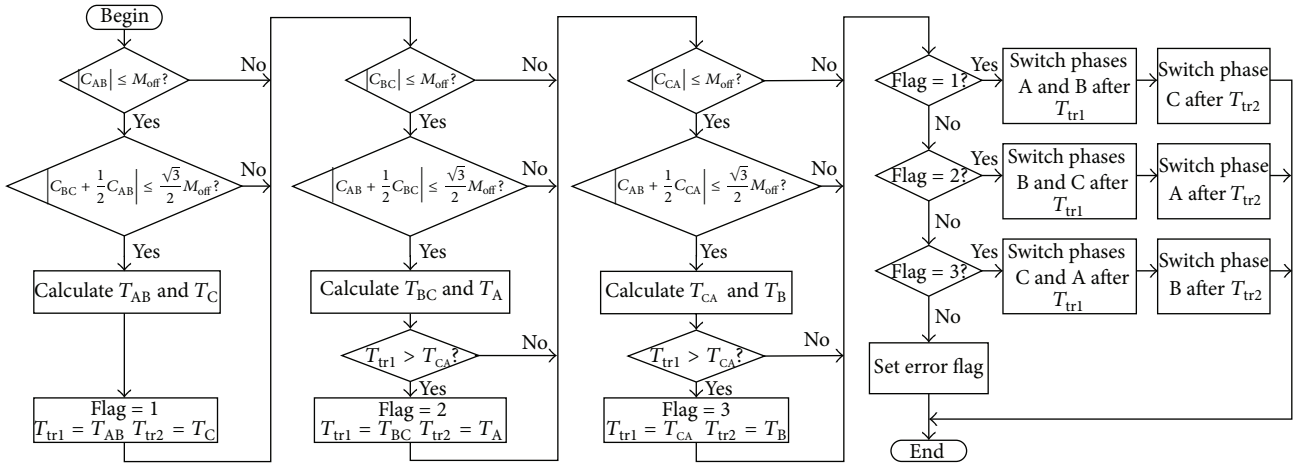 Begin
|C_AB| ≤ M_off?
No
Yes
|C_BC + 1/2 C_AB| ≤ √3/2 M_off?
No
Yes
Calculate T_AB and T_C
Flag = 1
T_tr1 = T_AB T_tr2 = T_C
|C_BC| ≤ M_off?
No
Yes
|C_AB + 1/2 C_BC| ≤ √3/2 M_off?
No
Yes
Calculate T_BC and T_A
T_tr1 > T_CA?
No
Yes
Flag = 2
T_tr1 = T_BC T_tr2 = T_A
|C_CA| ≤ M_off?
No
Yes
|C_AB + 1/2 C_CA| ≤ √3/2 M_off?
No
Yes
Calculate T_CA and T_B
T_tr1 > T_CA?
No
Yes
Flag = 3
T_tr1 = T_CA T_tr2 = T_B
Flag = 1?
Yes
Switch phases
A and B after
T_tr1
Switch phase
C after T_tr2
No
Flag = 2?
Yes
Switch phases
B and C after
T_tr1
Switch phase
A after T_tr2
No
Flag = 3?
Yes
Switch phases
C and A after
T_tr1
Switch phase
B after T_tr2
No
Set error flag
End